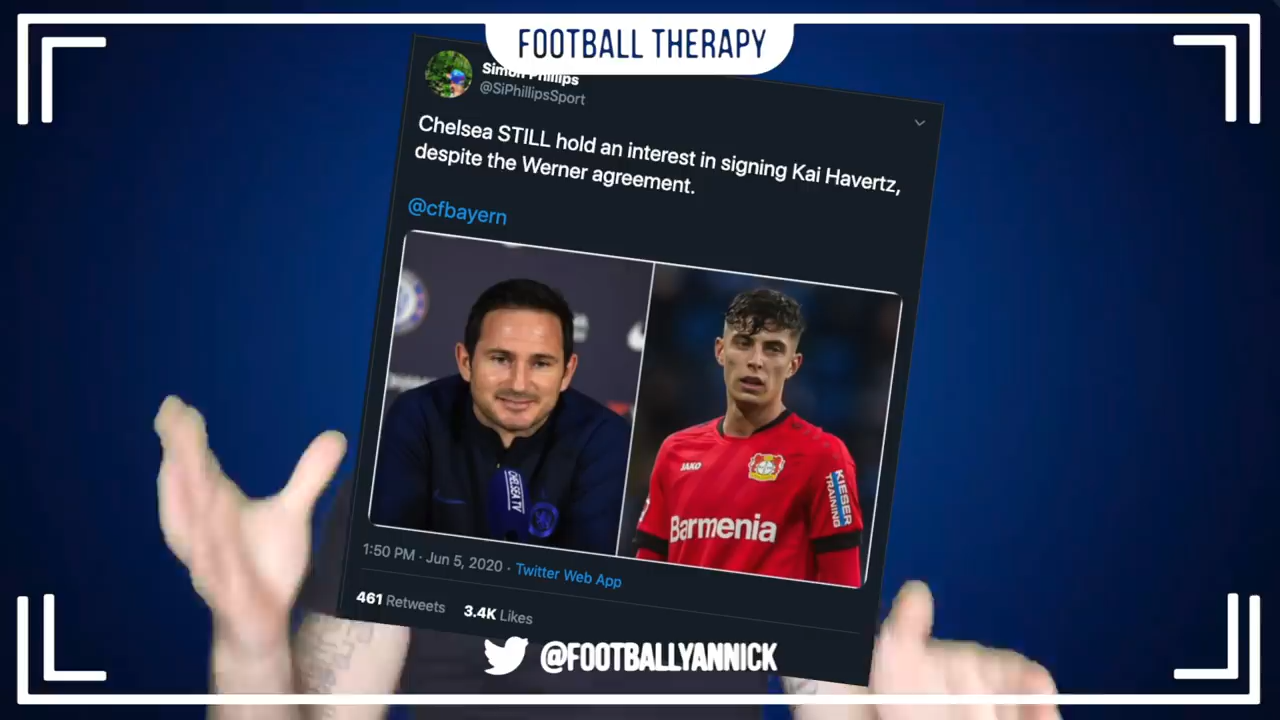 FOOTBALL THERAPY
Simon Phillips
@SiPhillipsSport
Chelsea STILL hold an interest in signing Kai Havertz,
despite the Werner agreement.
@cfbayern
CHELSEA TV
JAKO
KIESER
TRAINING
Barmenia
1:50 PM · Jun 5, 2020 · Twitter Web App
461 Retweets 3.4K Likes
@FOOTBALLYANNICK